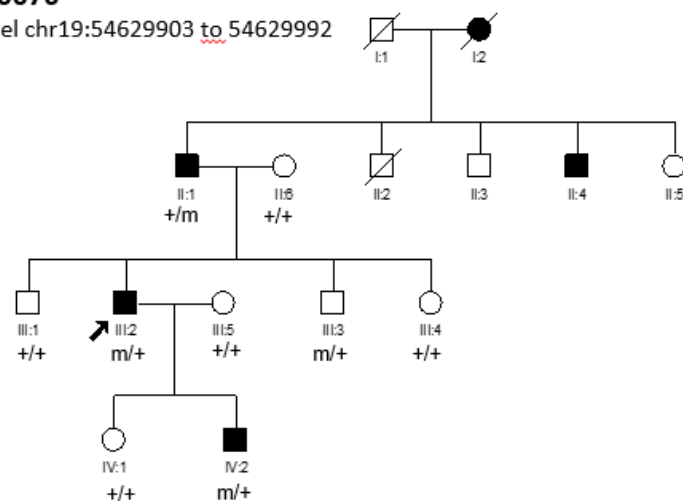 el chr19:54629903 to 54629992
I:1 I:2
II:1 II:6 II:2 II:3 II:4 II:5
+/m +/+
III:1 III:2 III:5 III:3 III:4
+/+ m/+ +/+ m/+ +/+
IV:1 IV:2
+/+ m/+